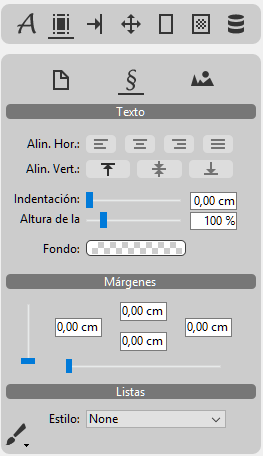 A
§
Texto
Alin. Hor.:
Alin. Vert.:
Indentación: 0,00 cm
Altura de la 100 %
Fondo:
Márgenes
0,00 cm
0,00 cm 0,00 cm
0,00 cm
Listas
Estilo: None